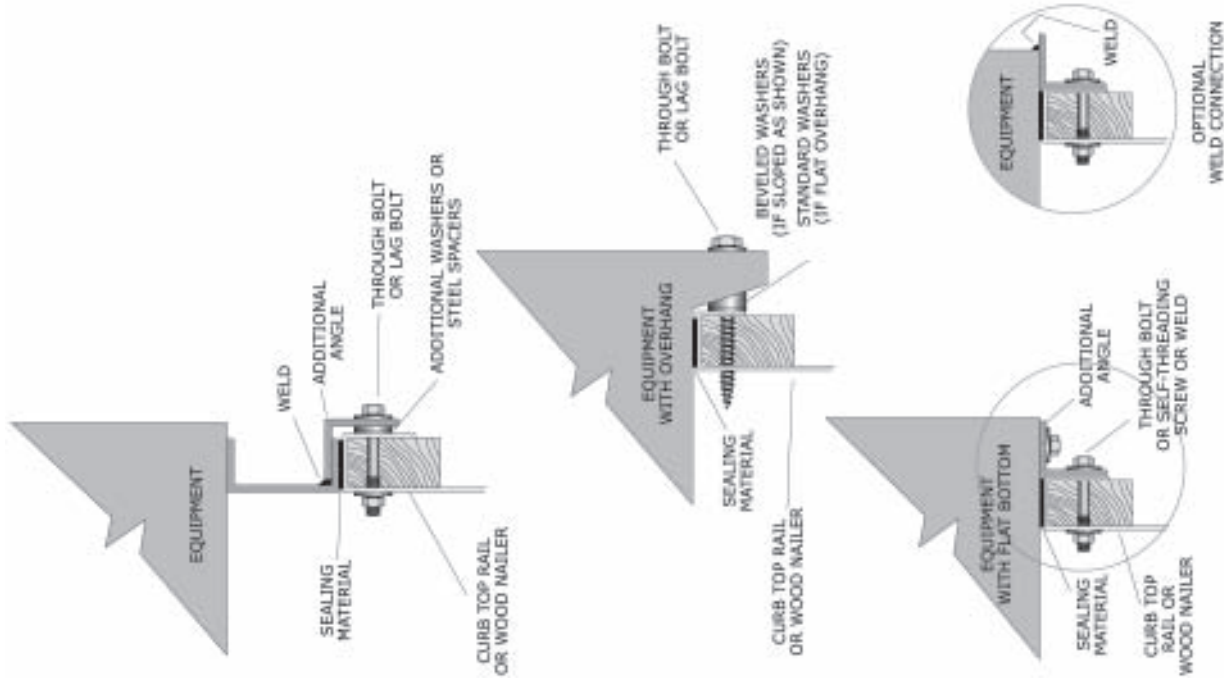 EQUIPMENT
WELD
ADDITIONAL
ANGLE
THROUGH BOLT
OR LAG BOLT
ADDITIONAL WASHERS OR
STEEL SPACERS
SEALING
MATERIAL
CURB TOP RAIL
OR WOOD NAILER
EQUIPMENT
WITH OVERHANG
THROUGH BOLT
OR LAG BOLT
BEVELED WASHERS
(IF SLOPED AS SHOWN)
STANDARD WASHERS
(IF FLAT OVERHANG)
SEALING
MATERIAL
CURB TOP RAIL
OR WOOD NAILER
EQUIPMENT
WITH FLAT BOTTOM
ADDITIONAL
ANGLE
THROUGH BOLT
OR SELF-THREADING
SCREW OR WELD
SEALING
MATERIAL
CURB TOP
RAIL OR
WOOD NAILER
EQUIPMENT
WELD
OPTIONAL
WELD CONNECTION